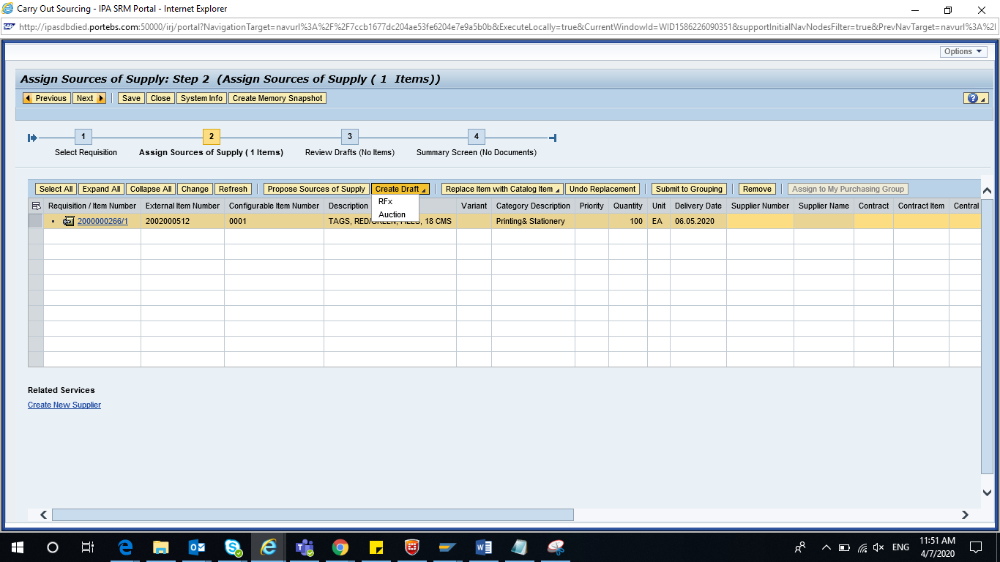 Carry Out Sourcing - IPA SRM Portal - Internet Explorer
http://ipasdbdied.portebs.com:50000/irj/portal?NavigationTarget=navurl%3A%2F%2F7ccb1677dc204ae53fe6204e7e9a5b0b&ExecuteLocally=true&CurrentWindowId=WID1586226090351&supportInitialNavNodesFilter=true&PrevNavTarget=navurl%3A%2
Options
Assign Sources of Supply: Step 2 (Assign Sources of Supply ( 1 Items))
Previous Next Save Close System Info Create Memory Snapshot
1 2 3 4
Select Requisition Assign Sources of Supply ( 1 Items) Review Drafts (No Items) Summary Screen (No Documents)
Select All Expand All Collapse All Change Refresh Propose Sources of Supply Create Draft Replace Item with Catalog Item Undo Replacement Submit to Grouping Remove Assign to My Purchasing Group
RFx
Auction
Requisition / Item Number External Item Number Configurable Item Number Description Variant Category Description Priority Quantity Unit Delivery Date Supplier Number Supplier Name Contract Contract Item Central
2000000266/1 2002000512 0001 TAGS, RED/GREEN, FILES, 18 CMS Printing& Stationery 100 EA 06.05.2020
Related Services
Create New Supplier
ENG
11:51 AM
4/7/2020